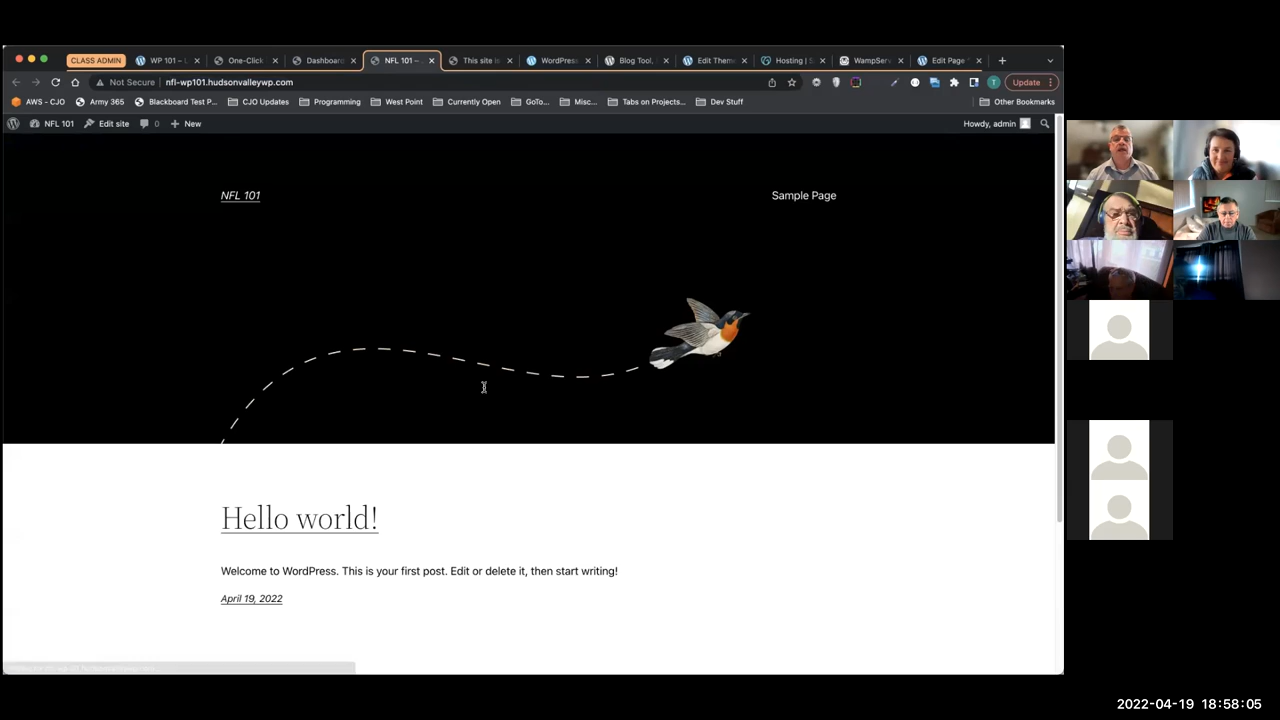 CLASS ADMIN WP 101 – L One-Click Dashboard NFL 101 – This site is WordPress Blog Tool, Edit Theme Hosting | S WampServ Edit Page
Not Secure | nfl-wp101.hudsonvalleywp.com T Update
AWS - CJO Army 365 Blackboard Test P... CJO Updates Programming West Point Currently Open GoTo... Misc... Tabs on Projects... Dev Stuff Other Bookmarks
NFL 101 Edit site 0 + New Howdy, admin
NFL 101 Sample Page
Hello world!
Welcome to WordPress. This is your first post. Edit or delete it, then start writing!
April 19, 2022
2022-04-19 18:58:05